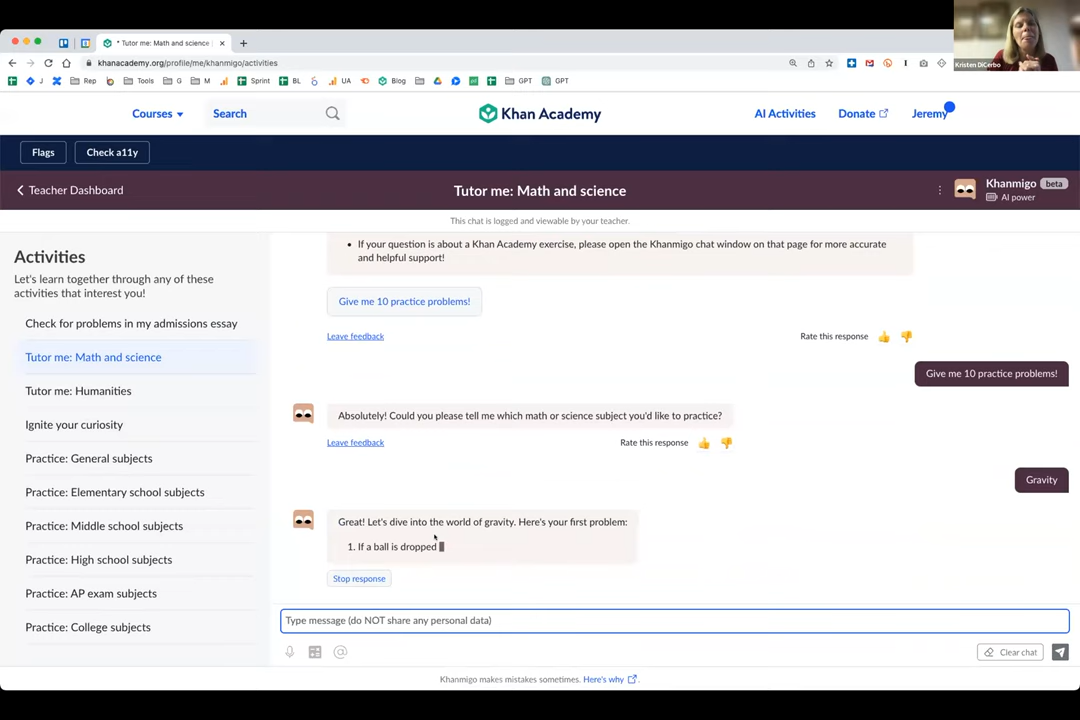 * Tutor me: Math and science
khanacademy.org/profile/me/khanmigo/activities
Kristen DiCerbo
J Rep Tools G M Sprint BL UA Blog GPT GPT
Courses Search Khan Academy AI Activities Donate Jeremy
Flags Check a11y
Teacher Dashboard Tutor me: Math and science Khanmigo beta
AI power
This chat is logged and viewable by your teacher.
Activities
Let's learn together through any of these
activities that interest you!
Check for problems in my admissions essay
Tutor me: Math and science
Tutor me: Humanities
Ignite your curiosity
Practice: General subjects
Practice: Elementary school subjects
Practice: Middle school subjects
Practice: High school subjects
Practice: AP exam subjects
Practice: College subjects
• If your question is about a Khan Academy exercise, please open the Khanmigo chat window on that page for more accurate
and helpful support!
Give me 10 practice problems!
Leave feedback Rate this response
Give me 10 practice problems!
Absolutely! Could you please tell me which math or science subject you'd like to practice?
Leave feedback Rate this response
Gravity
Great! Let's dive into the world of gravity. Here's your first problem:
1. If a ball is dropped
Stop response
Type message (do NOT share any personal data)
Clear chat
Khanmigo makes mistakes sometimes. Here's why.